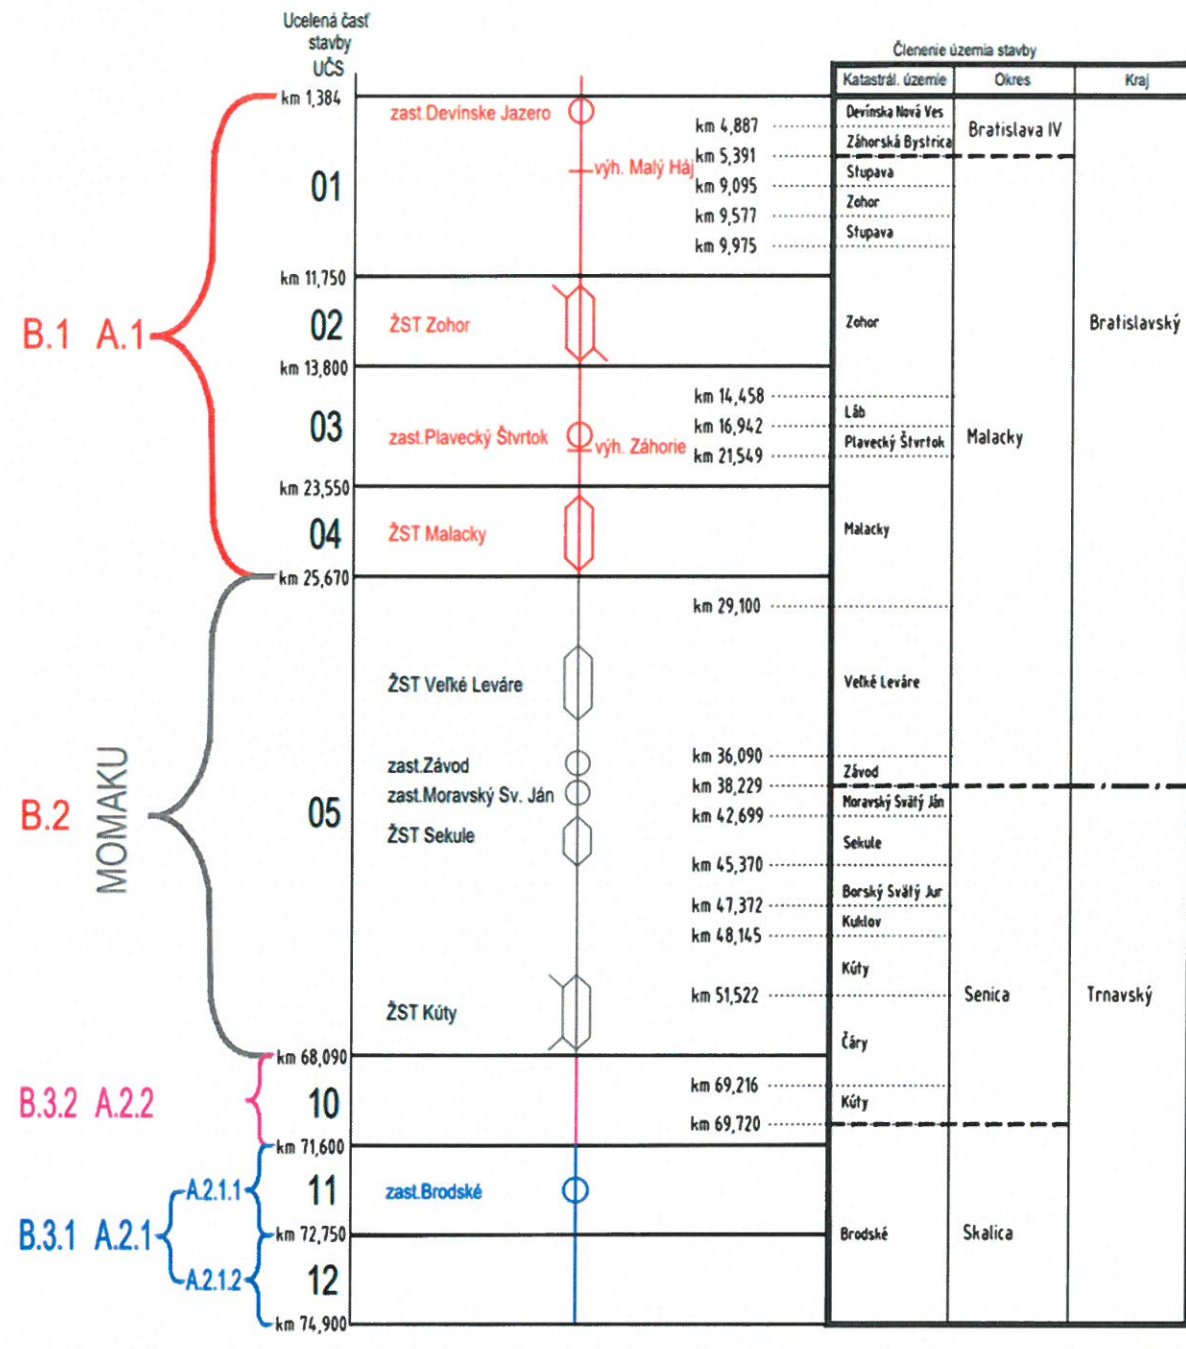 Ucelená časť
stavby
UČS
Členenie územia stavby
Katastrál. územie
Okres
Kraj
km 1,384
zast.Devínske Jazero
Devínska Nová Ves
km 4,887
Bratislava IV
Záhorská Bystrica
km 5,391
výh. Malý Háj
Stupava
01
km 9,095
Zohor
km 9,577
Stupava
km 9,975
km 11,750
B.1 A.1
02
ŽST Zohor
Zohor
Bratislavský
km 13,800
km 14,458
Láb
03
km 16,942
zast.Plavecký Štvrtok
výh. Záhorie
Plavecký Štvrtok
Malacky
km 21,549
km 23,550
04
ŽST Malacky
Malacky
km 25,670
km 29,100
ŽST Veľké Leváre
Veľké Leváre
km 36,090
zast.Závod
Závod
km 38,229
zast.Moravský Sv. Ján
Moravský Svätý Ján
B.2
MOMAKU
05
km 42,699
ŽST Sekule
Sekule
km 45,370
Borský Svätý Jur
km 47,372
Kuklov
km 48,145
Kúty
km 51,522
Senica
Trnavský
ŽST Kúty
Čáry
km 68,090
km 69,216
B.3.2 A.2.2
10
Kúty
km 69,720
km 71,600
A.2.1.1
11
zast.Brodské
B.3.1 A.2.1
km 72,750
Brodské
Skalica
A.2.1.2
12
km 74,900